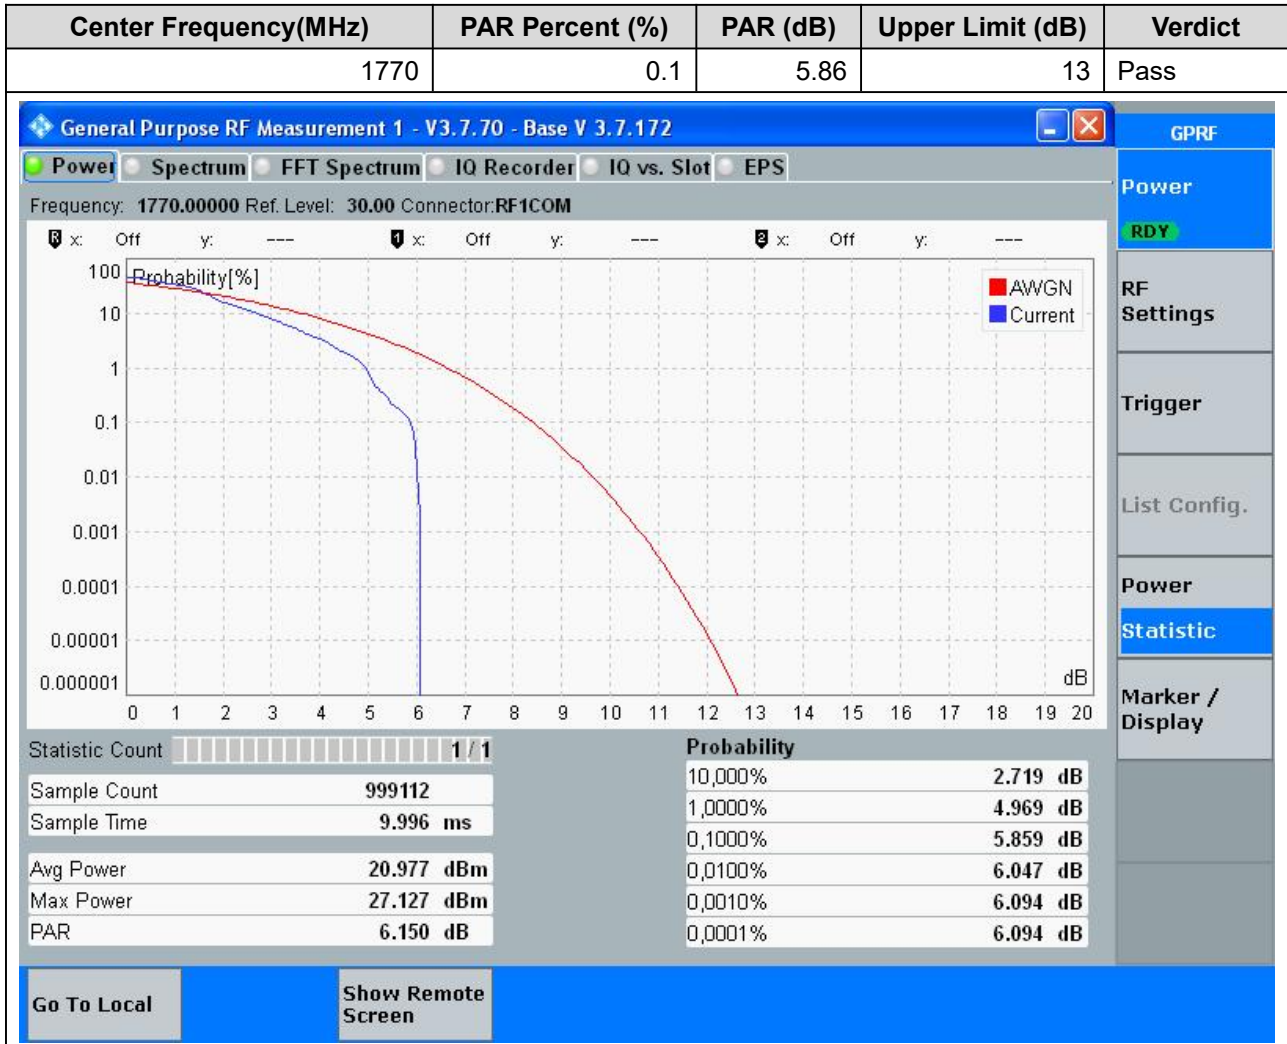 Center Frequency(MHz) PAR Percent (%) PAR (dB) Upper Limit (dB) Verdict
1770 0.1 5.86 13 Pass
General Purpose RF Measurement 1 - V3.7.70 - Base V 3.7.172
GPRF
Power Spectrum FFT Spectrum IQ Recorder IQ vs. Slot EPS
Power
RDY
Frequency: 1770.00000 Ref. Level: 30.00 Connector:RF1COM
R x: Off y: --- 1 x: Off y: --- 2 x: Off y: ---
Probability[%]
AWGN
Current
100
10
1
0.1
0.01
0.001
0.0001
0.00001
0.000001
dB
0 1 2 3 4 5 6 7 8 9 10 11 12 13 14 15 16 17 18 19 20
RF
Settings
Trigger
List Config.
Power
Statistic
Marker /
Display
Statistic Count 1 / 1
Sample Count 999112
Sample Time 9.996 ms
Avg Power 20.977 dBm
Max Power 27.127 dBm
PAR 6.150 dB
Probability
10,000% 2.719 dB
1,0000% 4.969 dB
0,1000% 5.859 dB
0,0100% 6.047 dB
0,0010% 6.094 dB
0,0001% 6.094 dB
Go To Local
Show Remote
Screen